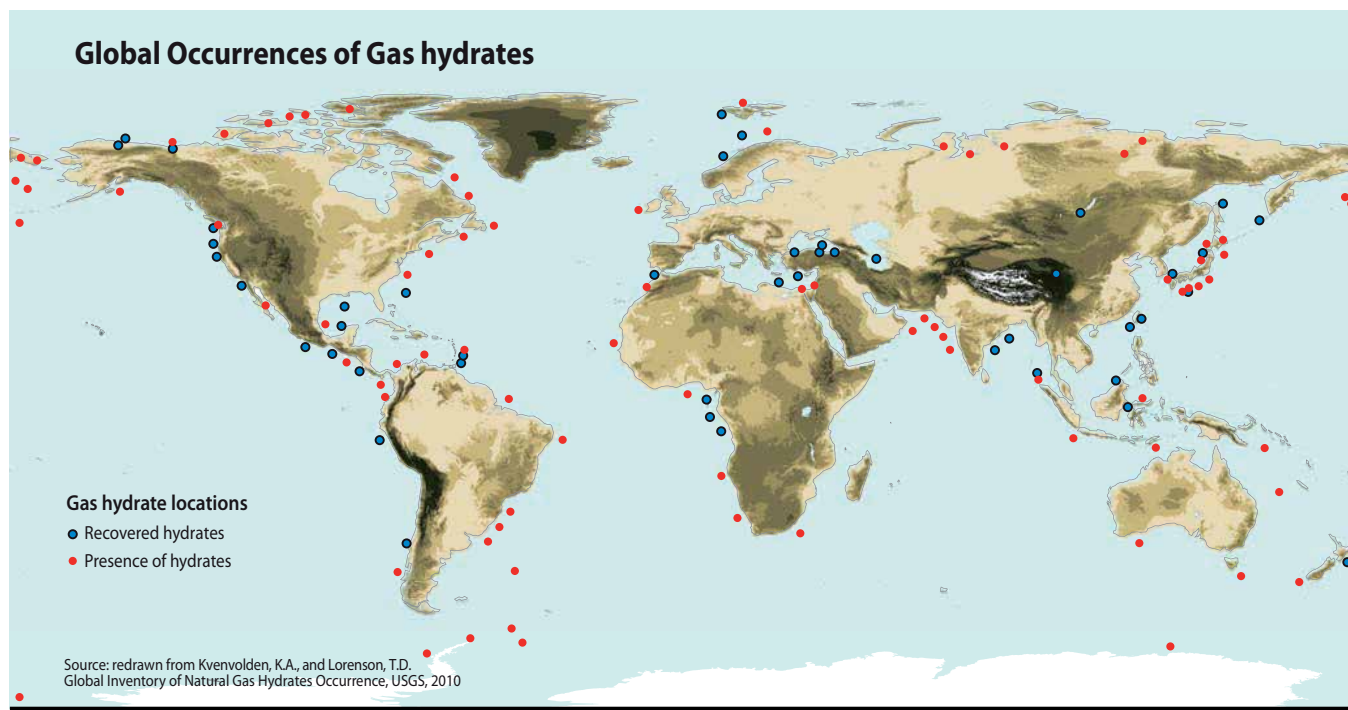 Global Occurrences of Gas hydrates
Gas hydrate locations
Recovered hydrates
Presence of hydrates
Source: redrawn from Kvenvolden, K.A., and Lorenson, T.D.
Global Inventory of Natural Gas Hydrates Occurrence, USGS, 2010